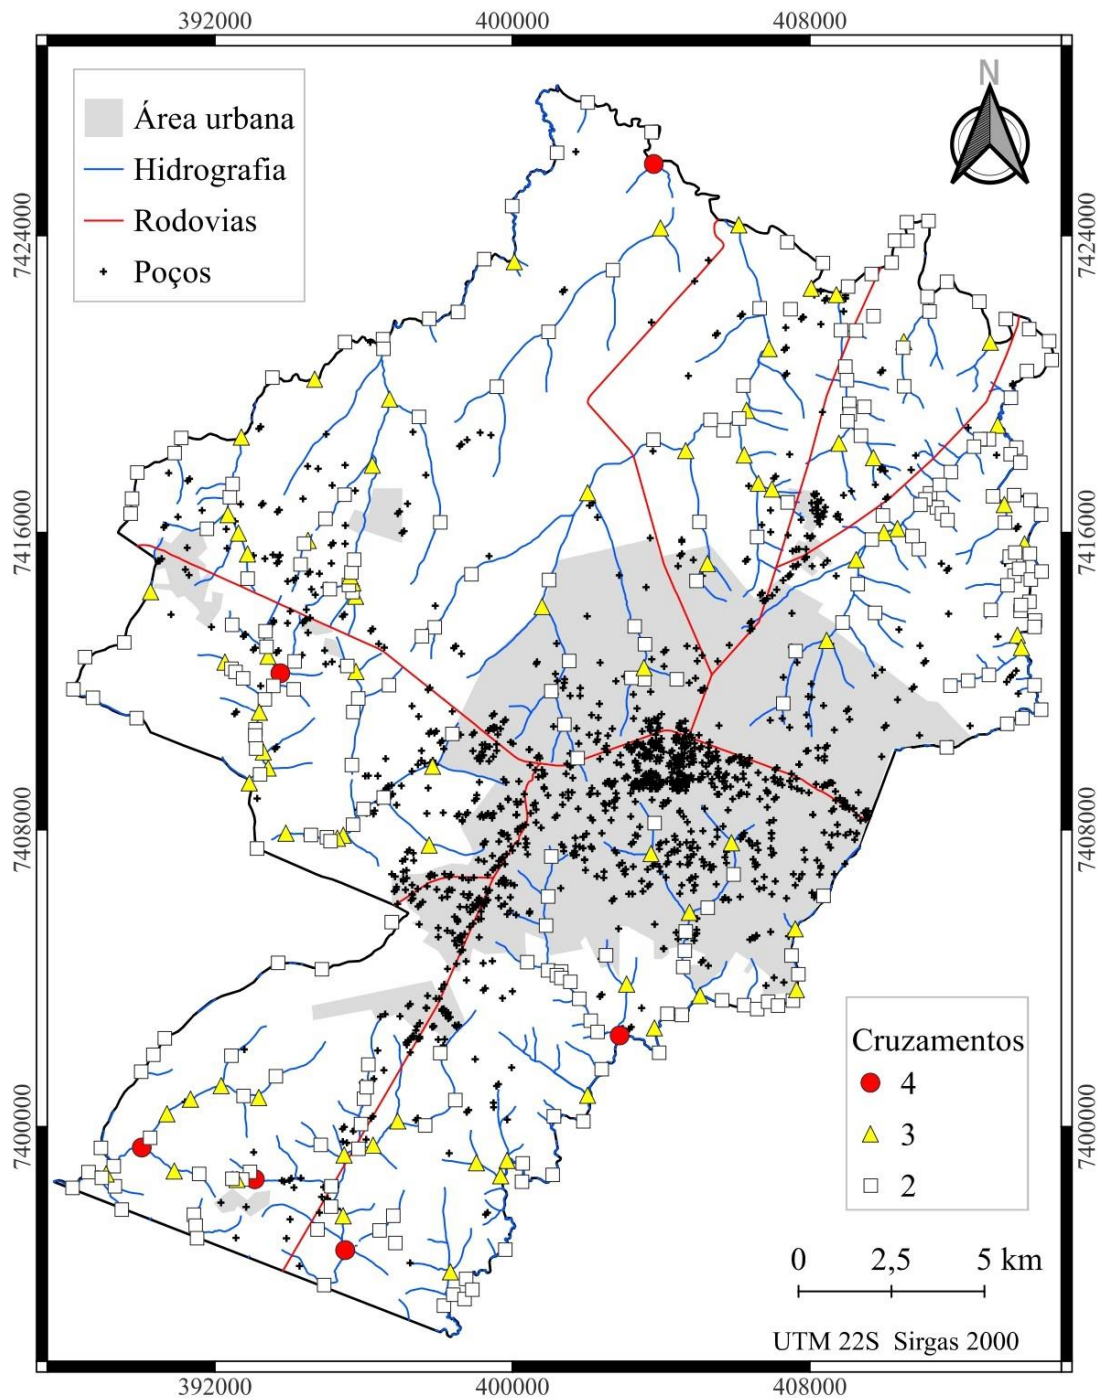 392000 400000 408000
N
Área urbana
Hidrografia
Rodovias
Poços
7424000 7424000
7416000 7416000
7408000 7408000
7400000 7400000
Cruzamentos
4
3
2
0 2,5 5 km
UTM 22S Sirgas 2000
392000 400000 408000